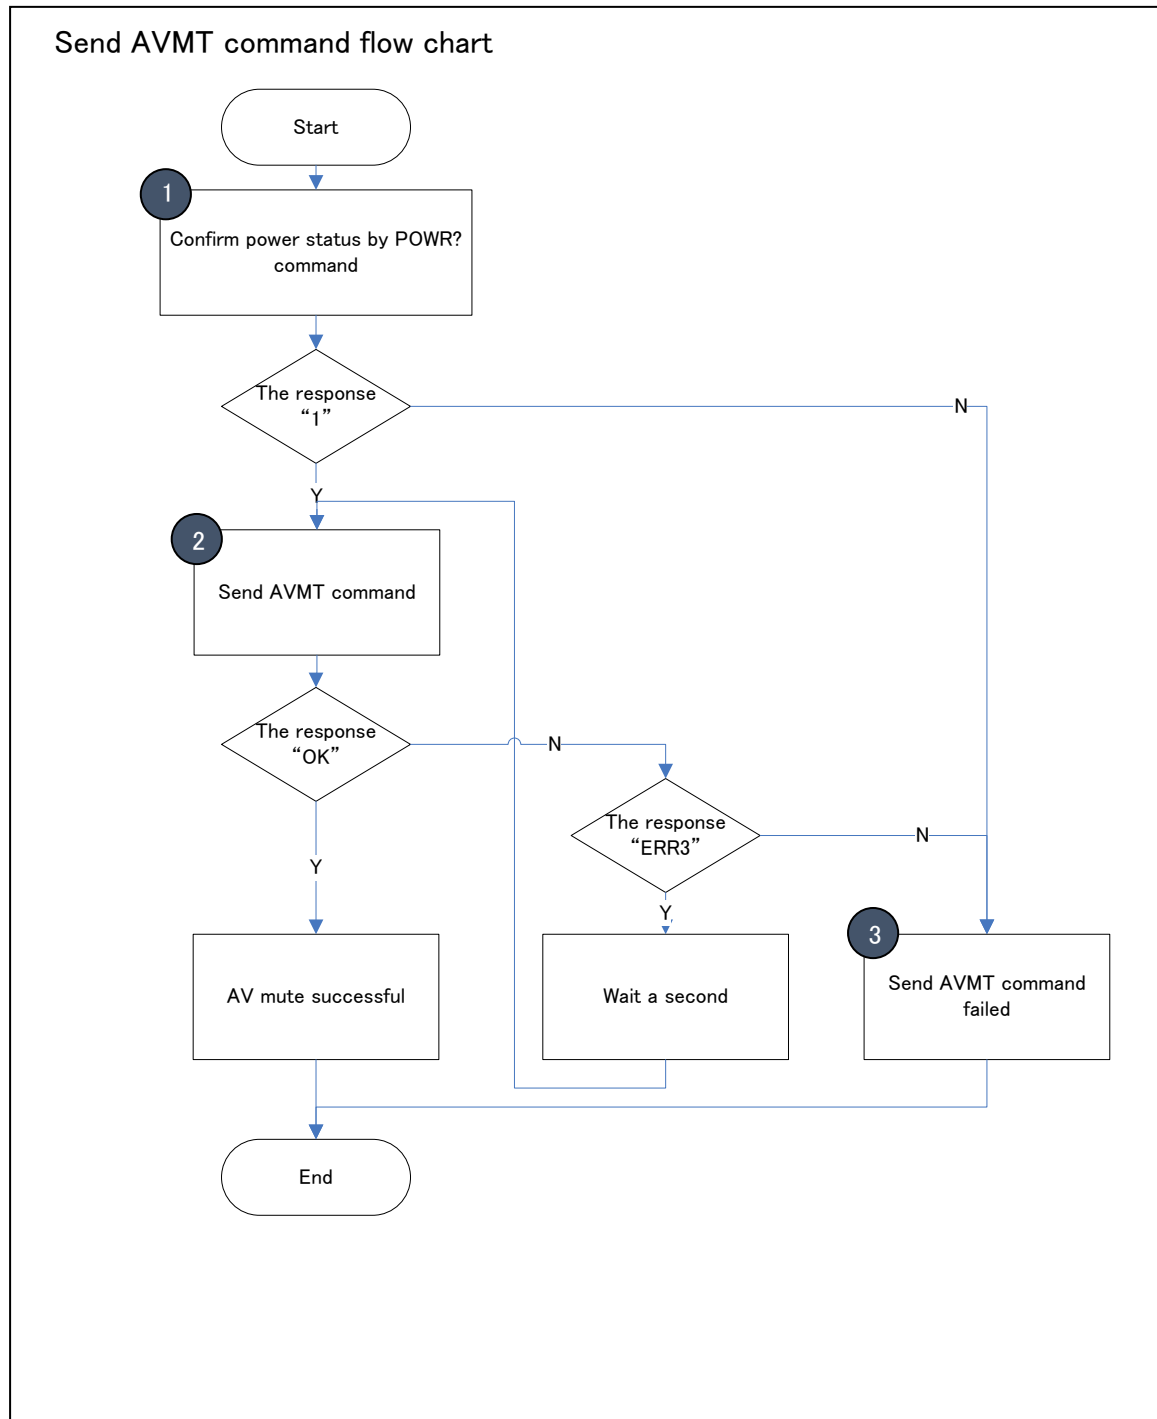 Send AVMT command flow chart
Start
1
Confirm power status by POWR?
command
The response
“1”
N
Y
2
Send AVMT command
The response
“OK”
N
The response
“ERR3”
N
Y
Y
3
AV mute successful
Wait a second
Send AVMT command
failed
End